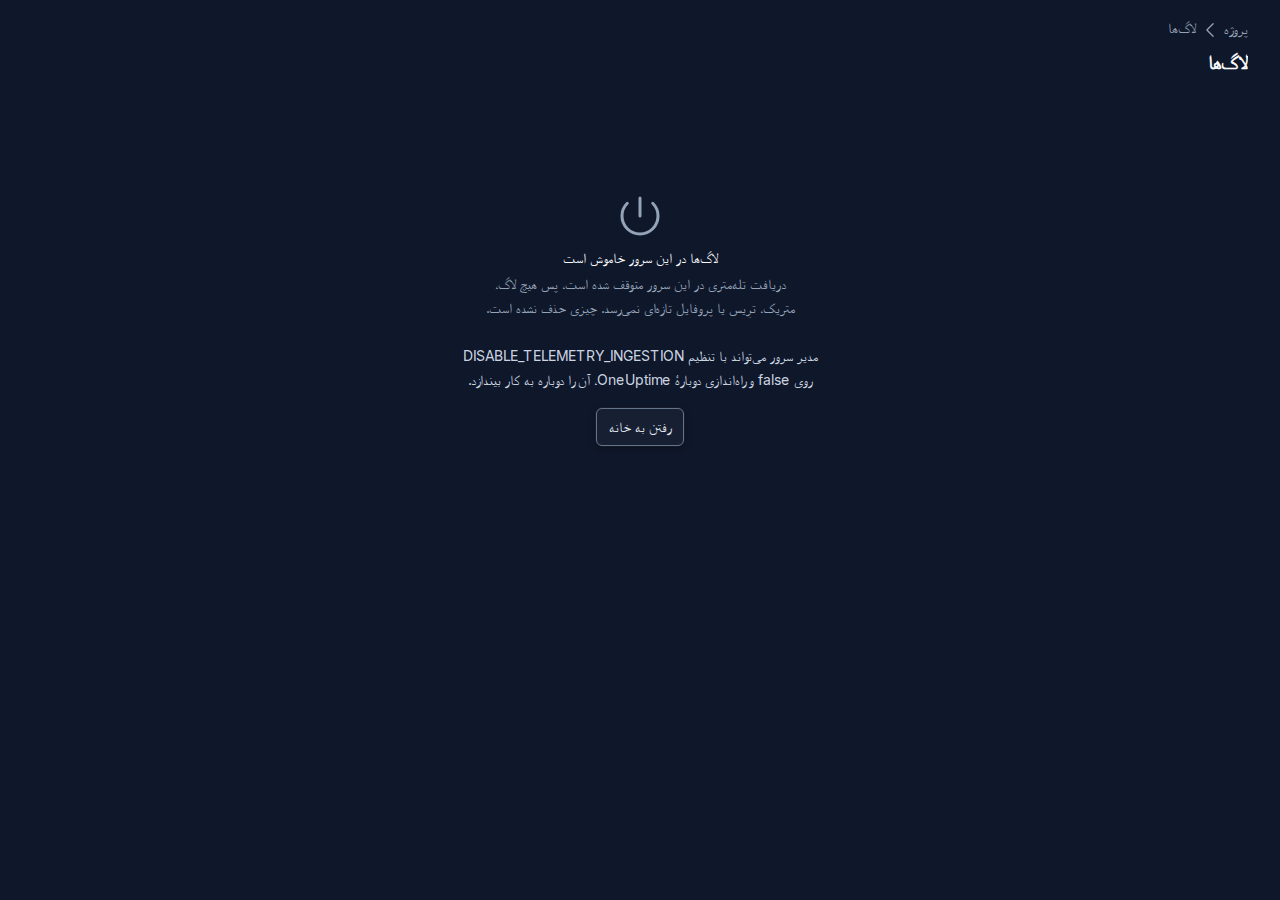 پروژه
لاگ‌ها
لاگ‌ها
لاگ‌ها در این سرور خاموش است
دریافت تله‌متری در این سرور متوقف شده است، پس هیچ لاگ،
متریک، تریس یا پروفایل تازه‌ای نمی‌رسد. چیزی حذف نشده است.
مدیر سرور می‌تواند با تنظیم DISABLE_TELEMETRY_INGESTION
روی false و راه‌اندازی دوبارهٔ OneUptime، آن را دوباره به کار بیندازد.
رفتن به خانه